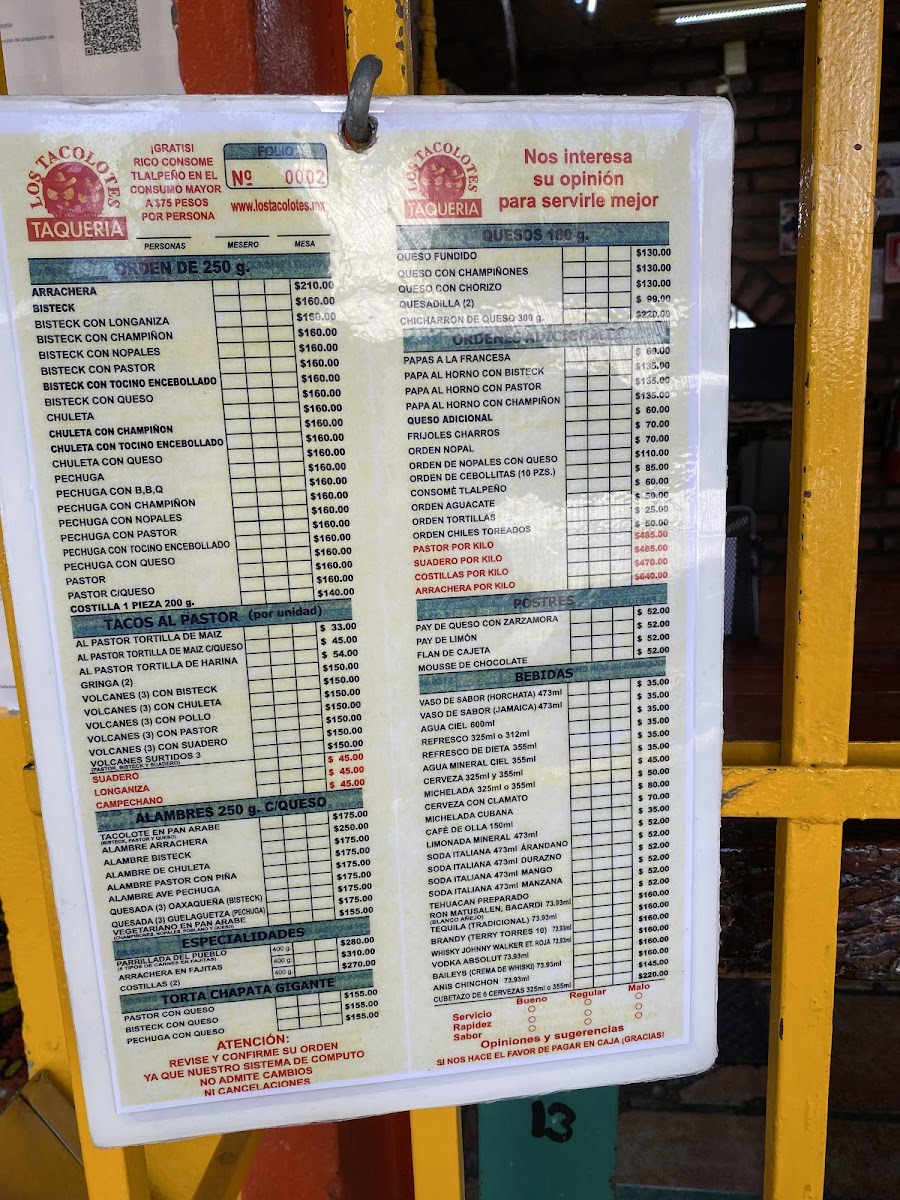 LOS TACOLOTES
TAQUERIA
¡GRATIS!
RICO CONSOME
TLALPEÑO EN EL
CONSUMO MAYOR
A $75 PESOS
POR PERSONA
FOLIO
Nº 0002
www.lostacolotes.mx
PERSONAS MESERO MESA
ORDEN DE 250 g.
ARRACHERA $210.00
BISTECK $160.00
BISTECK CON LONGANIZA $160.00
BISTECK CON CHAMPIÑON $160.00
BISTECK CON NOPALES $160.00
BISTECK CON PASTOR $160.00
BISTECK CON TOCINO ENCEBOLLADO $160.00
BISTECK CON QUESO $160.00
CHULETA $160.00
CHULETA CON CHAMPIÑON $160.00
CHULETA CON TOCINO ENCEBOLLADO $160.00
CHULETA CON QUESO $160.00
PECHUGA $160.00
PECHUGA CON B,B,Q $160.00
PECHUGA CON CHAMPIÑON $160.00
PECHUGA CON NOPALES $160.00
PECHUGA CON PASTOR $160.00
PECHUGA CON TOCINO ENCEBOLLADO $160.00
PECHUGA CON QUESO $160.00
PASTOR $160.00
PASTOR C/QUESO $160.00
COSTILLA 1 PIEZA 200 g. $140.00
TACOS AL PASTOR (por unidad)
AL PASTOR TORTILLA DE MAIZ $ 33.00
AL PASTOR TORTILLA DE MAIZ C/QUESO $ 45.00
AL PASTOR TORTILLA DE HARINA $ 54.00
GRINGA (2) $150.00
VOLCANES (3) CON BISTECK $150.00
VOLCANES (3) CON CHULETA $150.00
VOLCANES (3) CON POLLO $150.00
VOLCANES (3) CON PASTOR $150.00
VOLCANES (3) CON SUADERO $150.00
VOLCANES SURTIDOS 3 $150.00
(PASTOR, BISTECK Y SUADERO)
SUADERO $ 45.00
LONGANIZA $ 45.00
CAMPECHANO $ 45.00
ALAMBRES 250 g. C/QUESO
TACOLOTE EN PAN ARABE $175.00
(BISTECK, PASTOR Y QUESO)
ALAMBRE ARRACHERA $250.00
ALAMBRE BISTECK $175.00
ALAMBRE DE CHULETA $175.00
ALAMBRE PASTOR CON PIÑA $175.00
ALAMBRE AVE PECHUGA $175.00
QUESADA (3) OAXAQUEÑA (BISTECK) $175.00
QUESADA (3) GUELAGUETZA (PECHUGA) $175.00
VEGETARIANO EN PAN ARABE $155.00
(CHAMPIÑONES, NOPALES, POBLANO Y QUESO)
ESPECIALIDADES
PARRILLADA DEL PUEBLO 400 g. $280.00
(5 TIPOS DE CARNES EN FAJITAS)
ARRACHERA EN FAJITAS 400 g. $310.00
COSTILLAS (2) 400 g. $270.00
TORTA CHAPATA GIGANTE
PASTOR CON QUESO $155.00
BISTECK CON QUESO $155.00
PECHUGA CON QUESO $155.00
ATENCIÓN:
REVISE Y CONFIRME SU ORDEN
YA QUE NUESTRO SISTEMA DE COMPUTO
NO ADMITE CAMBIOS
NI CANCELACIONES
LOS TACOLOTES
TAQUERIA
Nos interesa
su opinión
para servirle mejor
QUESOS 180 g.
QUESO FUNDIDO $130.00
QUESO CON CHAMPIÑONES $130.00
QUESO CON CHORIZO $130.00
QUESADILLA (2) $ 99.00
CHICHARRON DE QUESO 300 g. $220.00
ORDENES ADICIONALES
PAPAS A LA FRANCESA $ 60.00
PAPA AL HORNO CON BISTECK $135.00
PAPA AL HORNO CON PASTOR $135.00
PAPA AL HORNO CON CHAMPIÑON $135.00
QUESO ADICIONAL $ 60.00
FRIJOLES CHARROS $ 70.00
ORDEN NOPAL $ 70.00
ORDEN DE NOPALES CON QUESO $110.00
ORDEN DE CEBOLLITAS (10 PZS.) $ 85.00
CONSOMÉ TLALPEÑO $ 60.00
ORDEN AGUACATE $ 50.00
ORDEN TORTILLAS $ 25.00
ORDEN CHILES TOREADOS $ 50.00
PASTOR POR KILO $485.00
SUADERO POR KILO $485.00
COSTILLAS POR KILO $470.00
ARRACHERA POR KILO $640.00
POSTRES
PAY DE QUESO CON ZARZAMORA $ 52.00
PAY DE LIMÓN $ 52.00
FLAN DE CAJETA $ 52.00
MOUSSE DE CHOCOLATE $ 52.00
BEBIDAS
VASO DE SABOR (HORCHATA) 473ml $ 35.00
VASO DE SABOR (JAMAICA) 473ml $ 35.00
AGUA CIEL 600ml $ 35.00
REFRESCO 325ml o 312ml $ 35.00
REFRESCO DE DIETA 355ml $ 35.00
AGUA MINERAL CIEL 355ml $ 35.00
CERVEZA 325ml y 355ml $ 45.00
MICHELADA 325ml o 355ml $ 50.00
CERVEZA CON CLAMATO $ 80.00
MICHELADA CUBANA $ 70.00
CAFÉ DE OLLA 150ml $ 35.00
LIMONADA MINERAL 473ml $ 52.00
SODA ITALIANA 473ml ÁRANDANO $ 52.00
SODA ITALIANA 473ml DURAZNO $ 52.00
SODA ITALIANA 473ml MANGO $ 52.00
SODA ITALIANA 473ml MANZANA $ 52.00
TEHUACAN PREPARADO $ 52.00
RON MATUSALEN, BACARDI 73.93ml $160.00
(BLANCO AÑEJO)
TEQUILA (TRADICIONAL) 73.93ml $160.00
BRANDY (TERRY TORRES 10) 73.93ml $160.00
WHISKY JOHNNY WALKER ET. ROJA 73.93ml $160.00
VODKA ABSOLUT 73.93ml $160.00
BAILEYS (CREMA DE WHISKI) 73.93ml $160.00
ANIS CHINCHON 73.93ml $145.00
CUBETAZO DE 6 CERVEZAS 325ml o 355ml $220.00
Bueno Regular Malo
Servicio
Rapidez
Sabor
Opiniones y sugerencias
SI NOS HACE EL FAVOR DE PAGAR EN CAJA ¡GRACIAS!
13